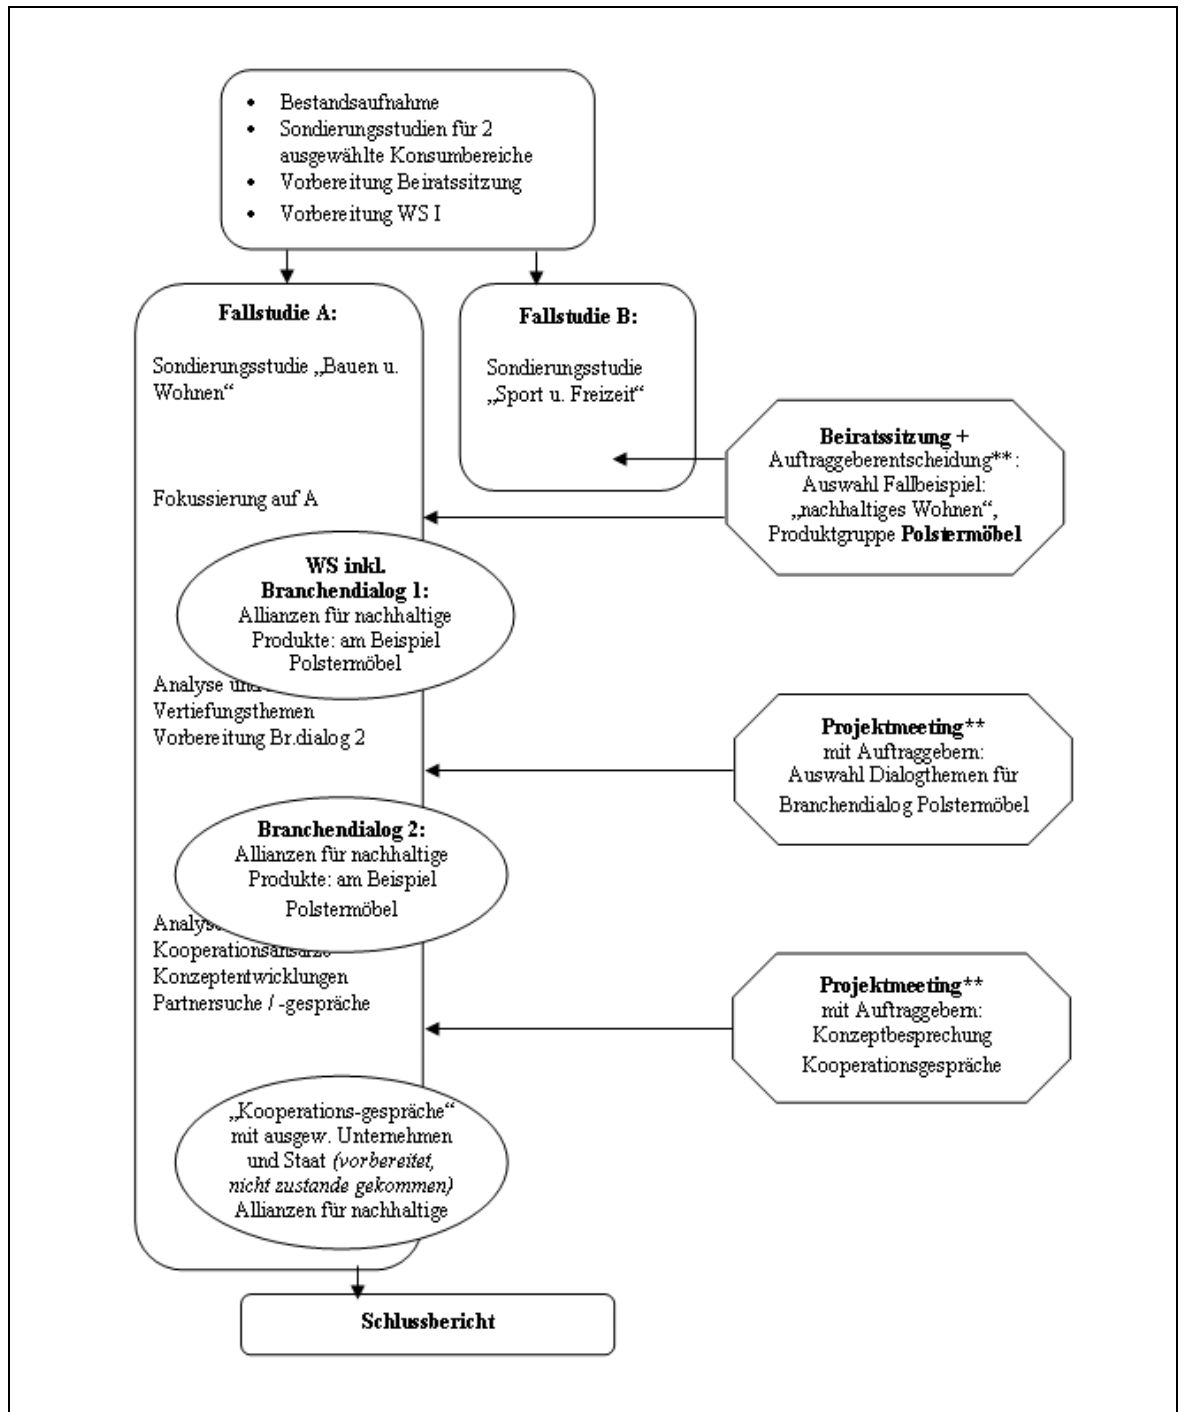 • Bestandsaufnahme
• Sondierungsstudien für 2
ausgewählte Konsumbereiche
• Vorbereitung Beiratssitzung
• Vorbereitung WS I
Fallstudie A:
Sondierungsstudie „Bauen u.
Wohnen“
Fokussierung auf A
Fallstudie B:
Sondierungsstudie
„Sport u. Freizeit“
Beiratssitzung +
Auftraggeberentscheidung**:
Auswahl Fallbeispiel:
„nachhaltiges Wohnen“,
Produktgruppe Polstermöbel
WS inkl.
Branchendialog 1:
Allianzen für nachhaltige
Produkte: am Beispiel
Polstermöbel
Analyse und
Vertiefungsthemen
Vorbereitung Br.dialog 2
Projektmeeting**
mit Auftraggebern:
Auswahl Dialogthemen für
Branchendialog Polstermöbel
Branchendialog 2:
Allianzen für nachhaltige
Produkte: am Beispiel
Polstermöbel
Analyse
Kooperationsansätze
Konzeptentwicklungen
Partnersuche / -gespräche
Projektmeeting**
mit Auftraggebern:
Konzeptbesprechung
Kooperationsgespräche
„Kooperations-gespräche“
mit ausgew. Unternehmen
und Staat (vorbereitet,
nicht zustande gekommen)
Allianzen für nachhaltige
Schlussbericht